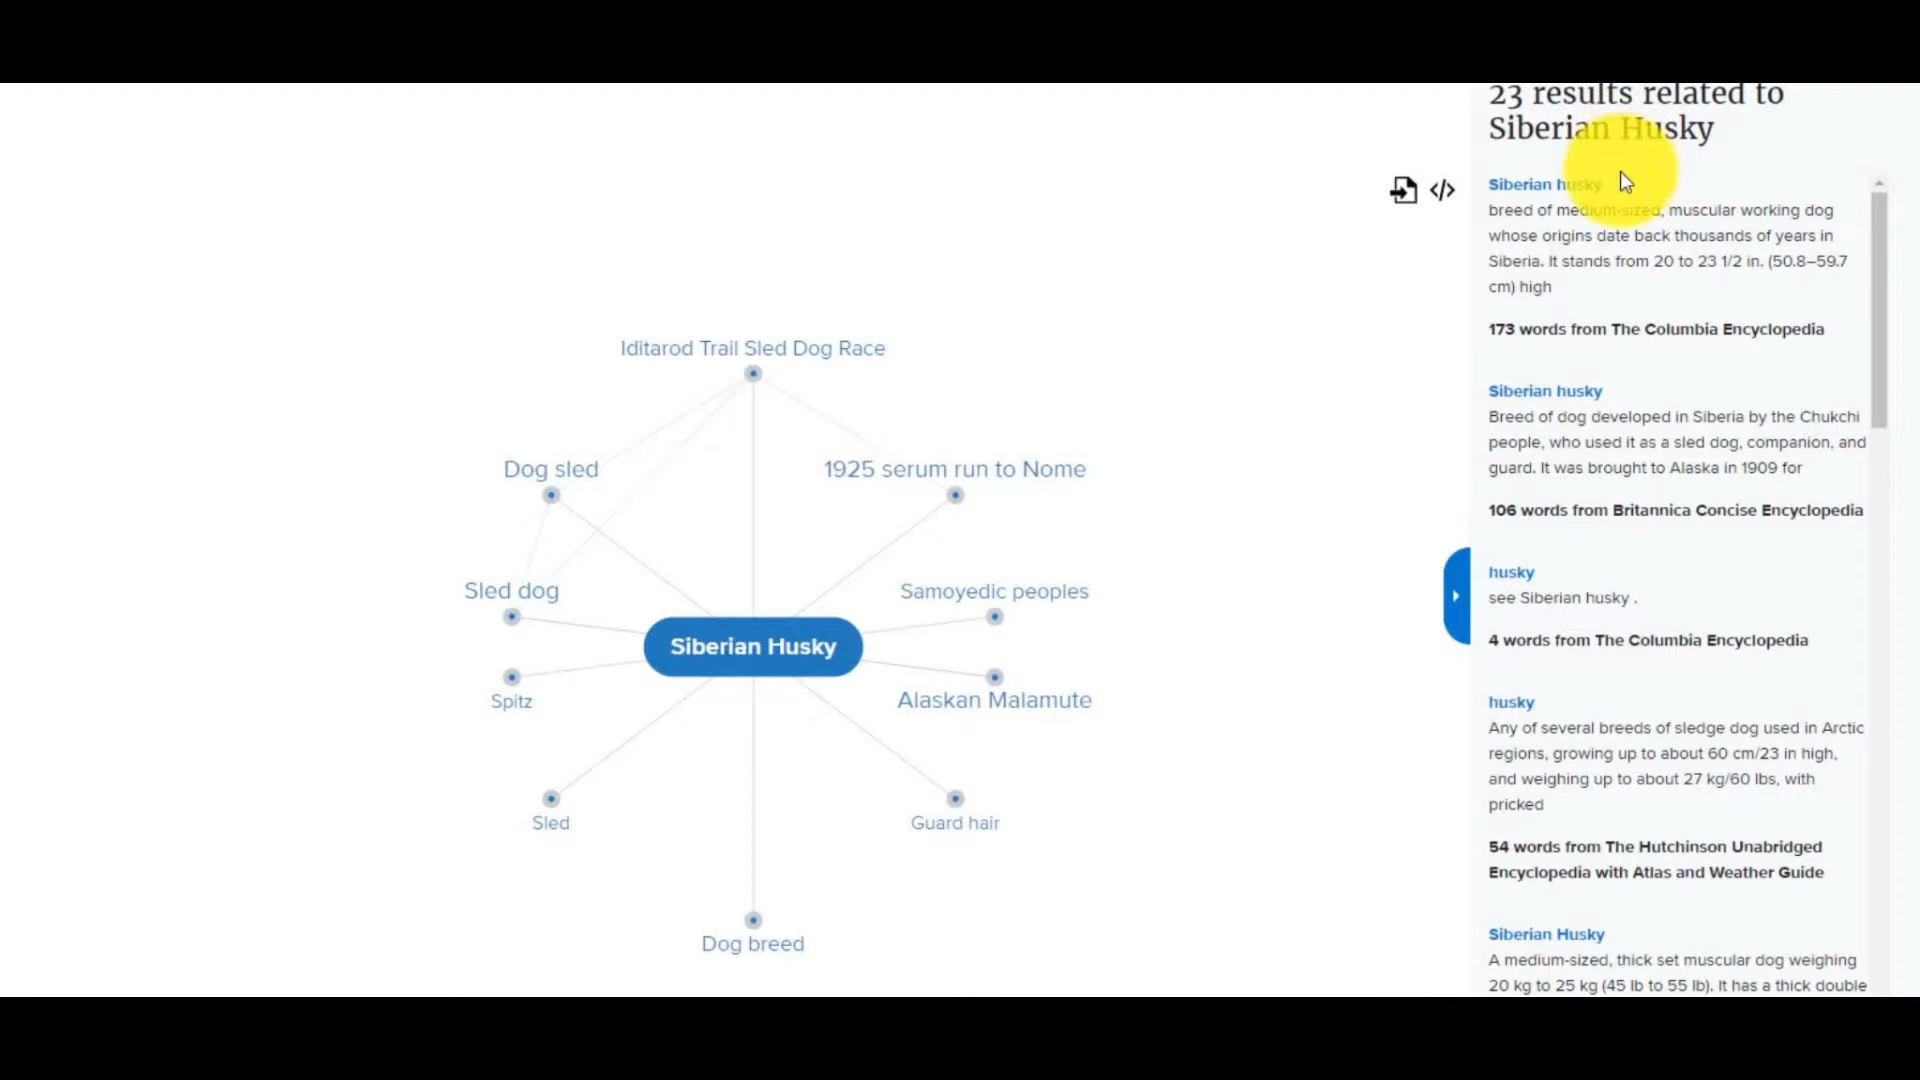 23 results related to
Siberian Husky
Siberian husky
breed of medium-sized, muscular working dog
whose origins date back thousands of years in
Siberia. It stands from 20 to 23 1/2 in. (50.8–59.7
cm) high
173 words from The Columbia Encyclopedia
Siberian husky
Breed of dog developed in Siberia by the Chukchi
people, who used it as a sled dog, companion, and
guard. It was brought to Alaska in 1909 for
106 words from Britannica Concise Encyclopedia
husky
see Siberian husky .
4 words from The Columbia Encyclopedia
husky
Any of several breeds of sledge dog used in Arctic
regions, growing up to about 60 cm/23 in high,
and weighing up to about 27 kg/60 lbs, with
pricked
54 words from The Hutchinson Unabridged
Encyclopedia with Atlas and Weather Guide
Siberian Husky
A medium-sized, thick set muscular dog weighing
20 kg to 25 kg (45 lb to 55 lb). It has a thick double
Iditarod Trail Sled Dog Race
Dog sled
1925 serum run to Nome
Sled dog
Samoyedic peoples
Siberian Husky
Spitz
Alaskan Malamute
Sled
Guard hair
Dog breed